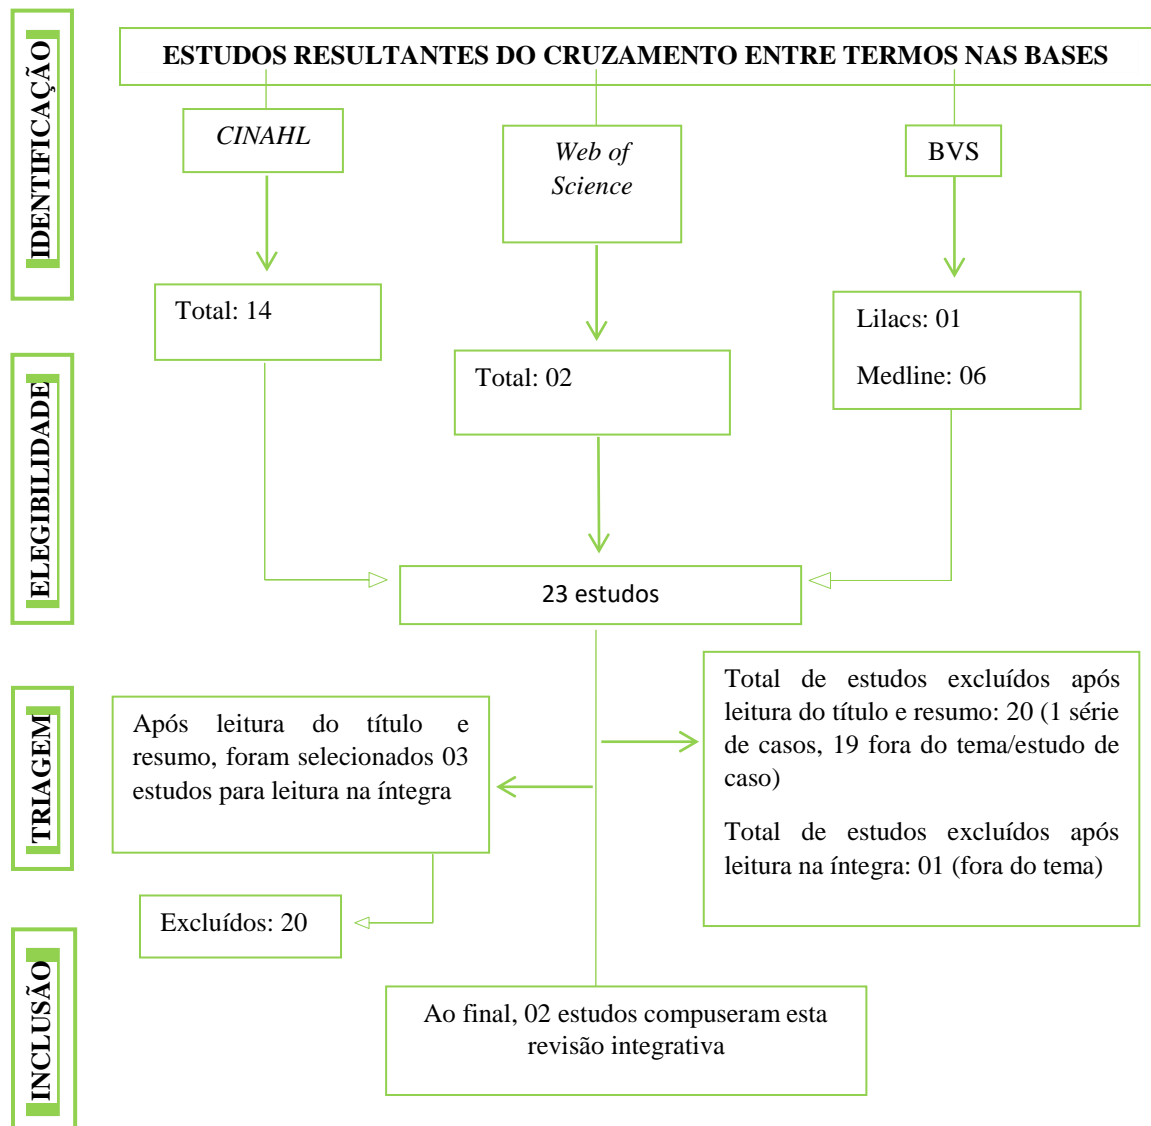 IDENTIFICAÇÃO
ESTUDOS RESULTANTES DO CRUZAMENTO ENTRE TERMOS NAS BASES
CINAHL
Web of
Science
BVS
Total: 14
Total: 02
Lilacs: 01
Medline: 06
ELEGIBILIDADE
23 estudos
TRIAGEM
Após leitura do título e
resumo, foram selecionados 03
estudos para leitura na íntegra
Total de estudos excluídos após
leitura do título e resumo: 20 (1 série
de casos, 19 fora do tema/estudo de
caso)
Total de estudos excluídos após
leitura na íntegra: 01 (fora do tema)
Excluídos: 20
INCLUSÃO
Ao final, 02 estudos compuseram esta
revisão integrativa